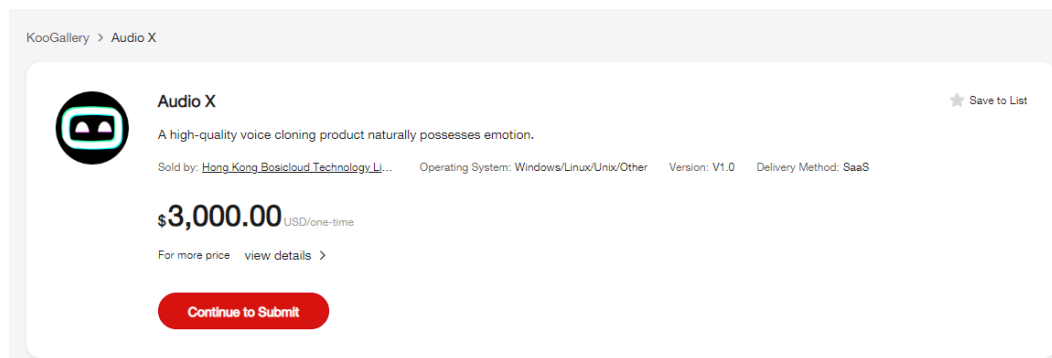 KooGallery > Audio X
Audio X
Save to List
A high-quality voice cloning product naturally possesses emotion.
Sold by: Hong Kong Bosicloud Technology Li... Operating System: Windows/Linux/Unix/Other Version: V1.0 Delivery Method: SaaS
$3,000.00 USD/one-time
For more price view details >
Continue to Submit